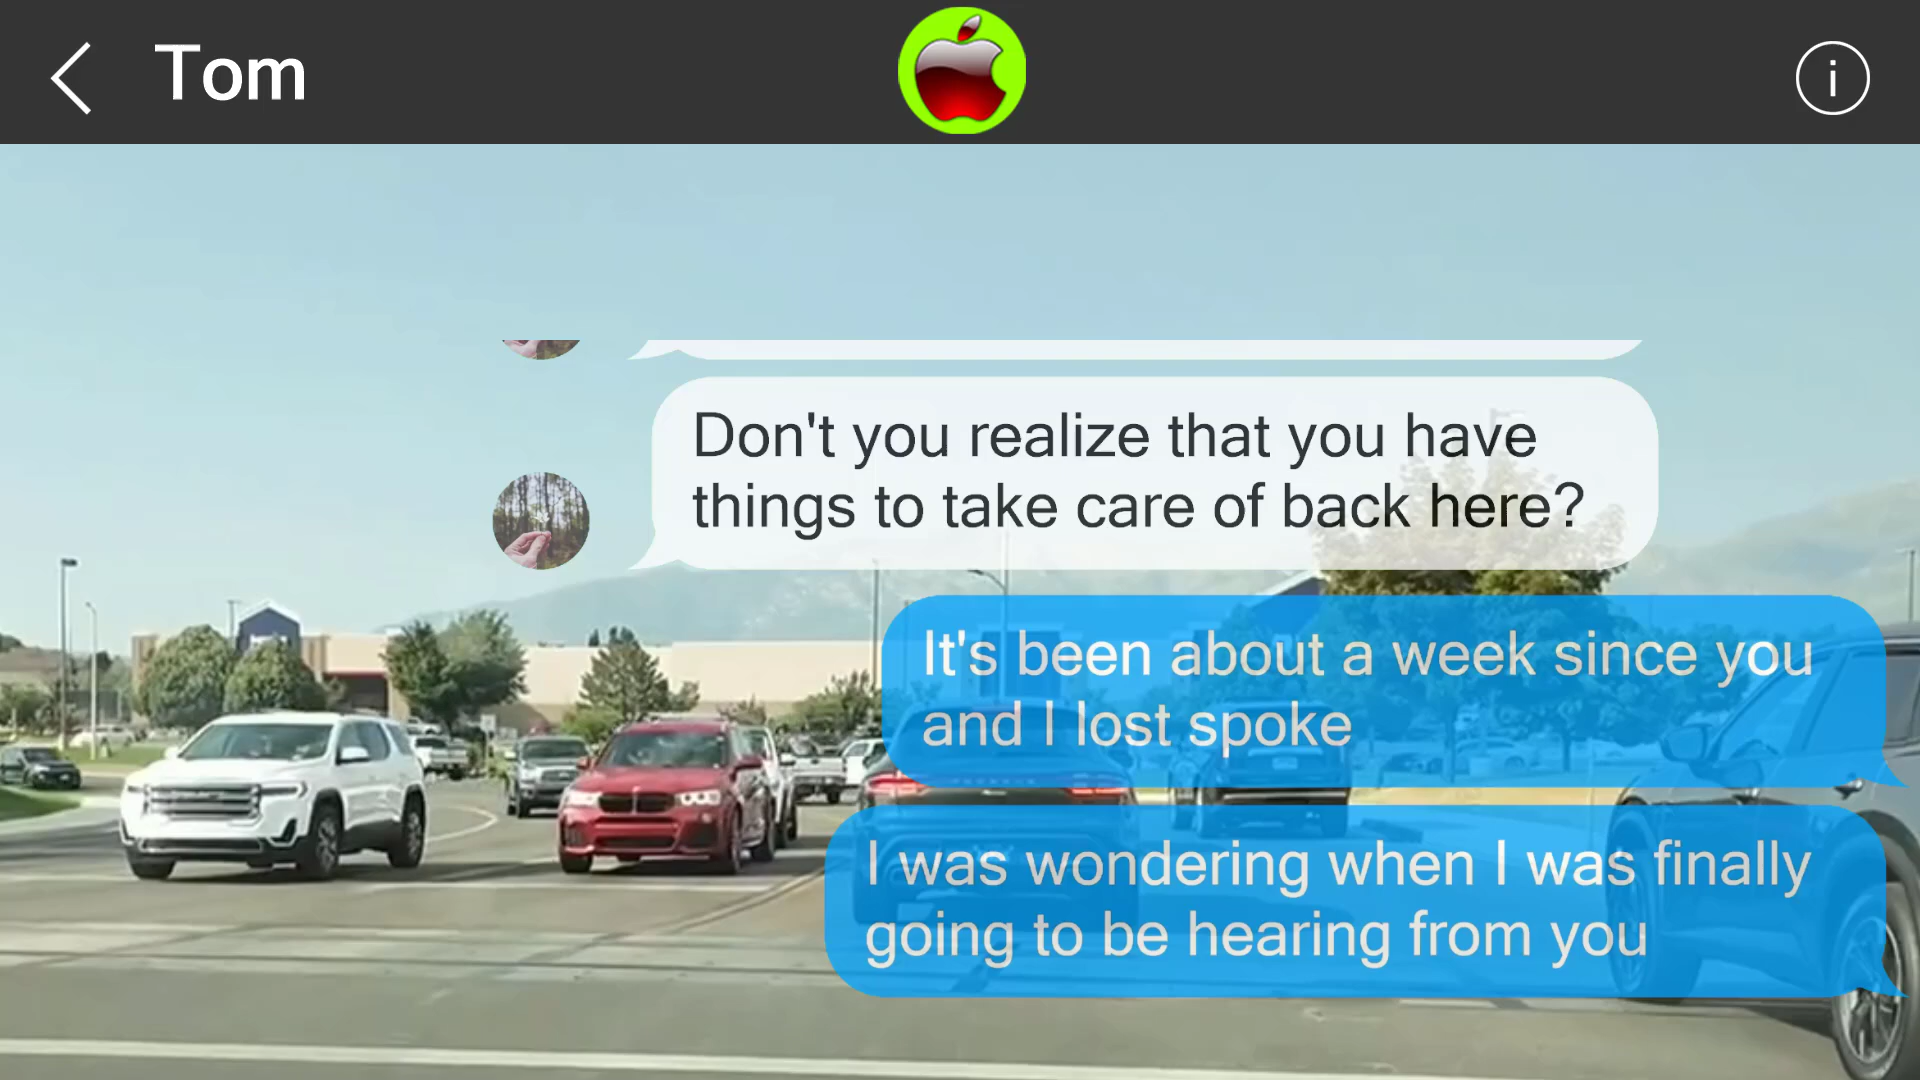 Tom
Don't you realize that you have
things to take care of back here?
It's been about a week since you
and I lost spoke
I was wondering when I was finally
going to be hearing from you